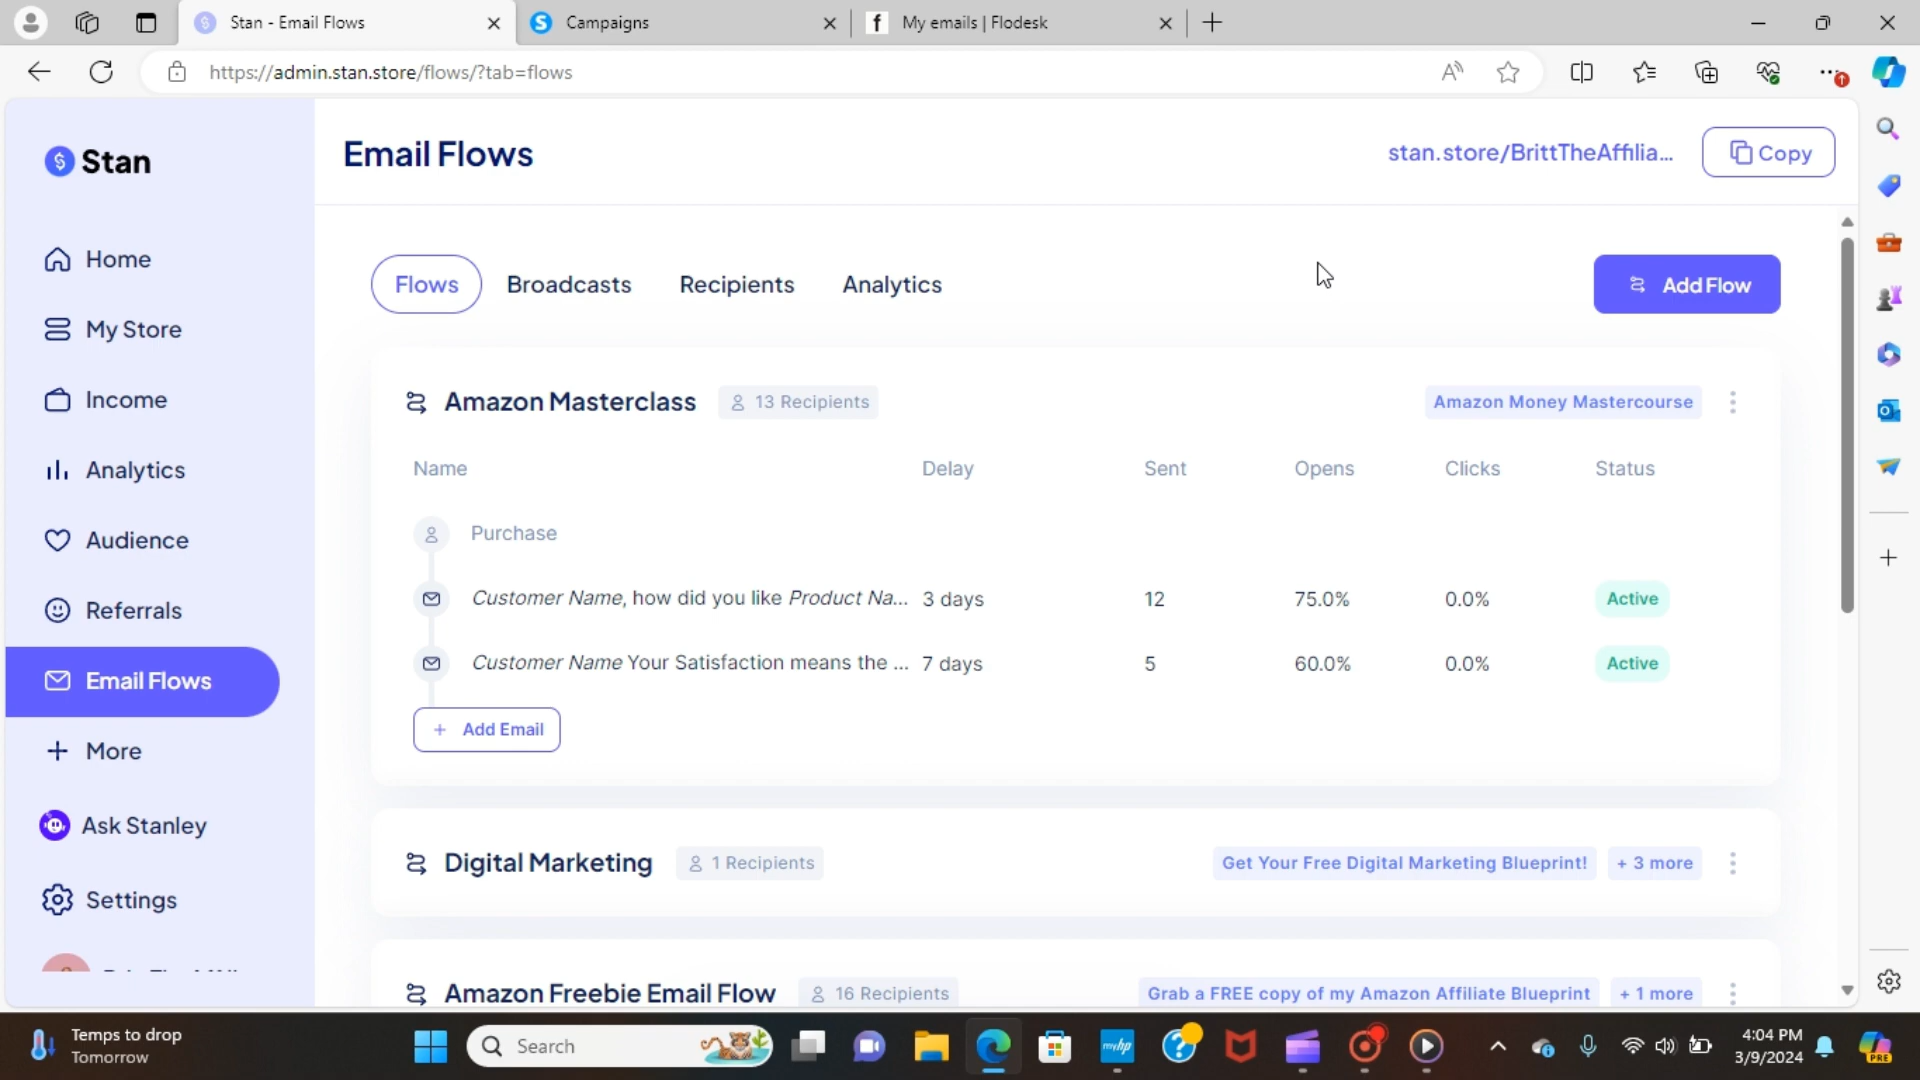 Stan - Email Flows
Campaigns
My emails | Flodesk
https://admin.stan.store/flows/?tab=flows
Stan
Email Flows
stan.store/BrittTheAffilia...
Copy
Home
My Store
Income
Analytics
Audience
Referrals
Email Flows
More
Ask Stanley
Settings
Flows Broadcasts Recipients Analytics
Add Flow
Amazon Masterclass 13 Recipients Amazon Money Mastercourse
Name Delay Sent Opens Clicks Status
Purchase
Customer Name, how did you like Product Na... 3 days 12 75.0% 0.0% Active
Customer Name Your Satisfaction means the ... 7 days 5 60.0% 0.0% Active
+ Add Email
Digital Marketing 1 Recipients Get Your Free Digital Marketing Blueprint! + 3 more
Amazon Freebie Email Flow 16 Recipients Grab a FREE copy of my Amazon Affiliate Blueprint + 1 more
Temps to drop
Tomorrow
Search
myhp
4:04 PM
3/9/2024
PRE